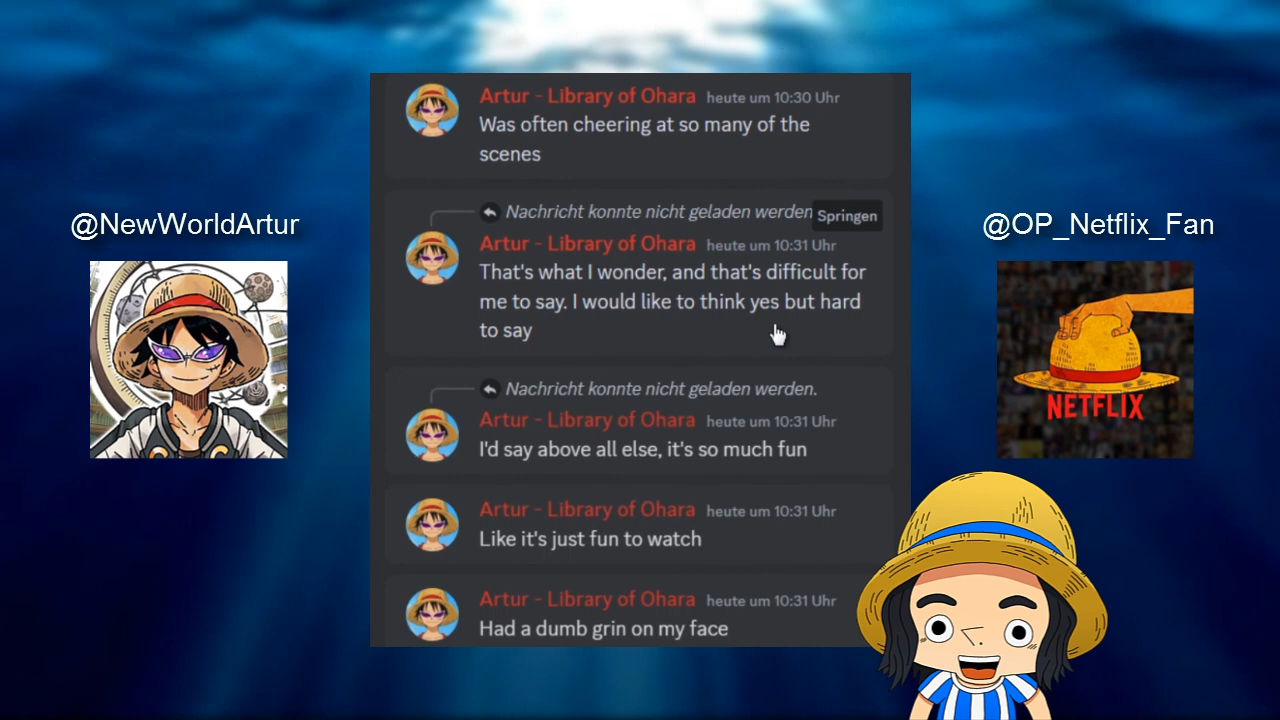 Artur - Library of Ohara heute um 10:30 Uhr
Was often cheering at so many of the
scenes
Nachricht konnte nicht geladen werden
Springen
Artur - Library of Ohara heute um 10:31 Uhr
That's what I wonder, and that's difficult for
me to say. I would like to think yes but hard
to say
Nachricht konnte nicht geladen werden.
Artur - Library of Ohara heute um 10:31 Uhr
I'd say above all else, it's so much fun
Artur - Library of Ohara heute um 10:31 Uhr
Like it's just fun to watch
Artur - Library of Ohara heute um 10:31 Uhr
Had a dumb grin on my face
@NewWorldArtur
@OP_Netflix_Fan
NETFLIX